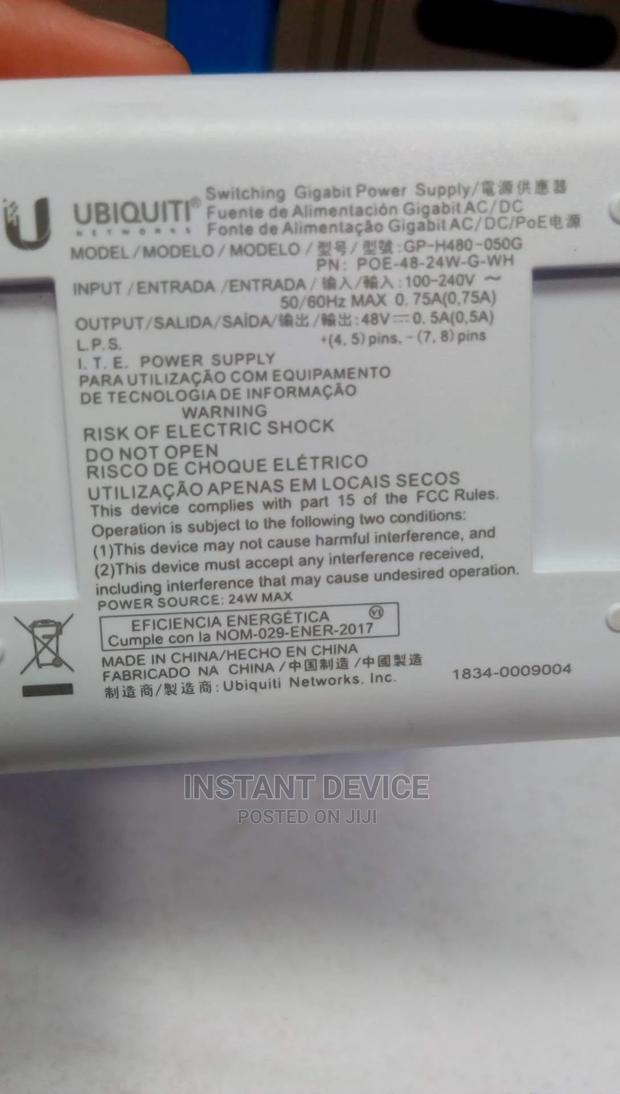 U UBIQUITI® NETWORKS
Switching Gigabit Power Supply/電源供應器
Fuente de Alimentación Gigabit AC/DC
Fonte de Alimentação Gigabit AC/DC/PoE电源
MODEL/MODELO/MODELO/型号/型號:GP-H480-050G
PN: POE-48-24W-G-WH
INPUT/ENTRADA/ENTRADA/输入/輸入:100-240V ~
50/60Hz MAX 0.75A(0,75A)
OUTPUT/SALIDA/SAÍDA/输出/輸出:48V⎓0.5A(0,5A)
L.P.S. +(4, 5)pins, -(7, 8)pins
I.T.E. POWER SUPPLY
PARA UTILIZAÇÃO COM EQUIPAMENTO
DE TECNOLOGIA DE INFORMAÇÃO
WARNING
RISK OF ELECTRIC SHOCK
DO NOT OPEN
RISCO DE CHOQUE ELÉTRICO
UTILIZAÇÃO APENAS EM LOCAIS SECOS
This device complies with part 15 of the FCC Rules.
Operation is subject to the following two conditions:
(1)This device may not cause harmful interference, and
(2)This device must accept any interference received,
including interference that may cause undesired operation.
POWER SOURCE: 24W MAX
EFICIENCIA ENERGÉTICA VI
Cumple con la NOM-029-ENER-2017
MADE IN CHINA/HECHO EN CHINA
FABRICADO NA CHINA/中国制造/中國製造
制造商/製造商:Ubiquiti Networks, Inc.
1834-0009004
INSTANT DEVICE
POSTED ON JIJI